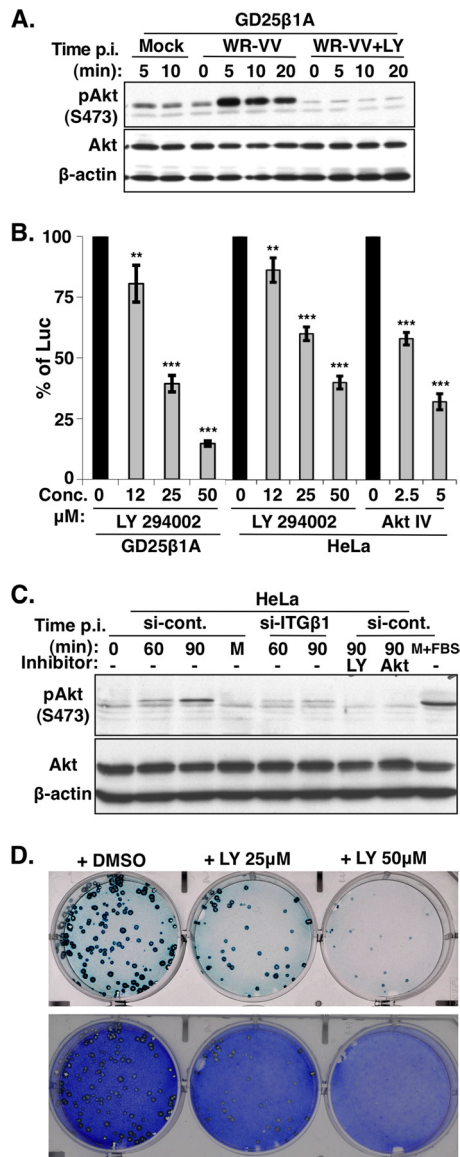 A.
GD25β1A
Time p.i. Mock WR-VV WR-VV+LY
(min): 5 10 0 5 10 20 0 5 10 20
pAkt
(S473)
Akt
β-actin
B.
% of Luc
100
75
50
25
0
** *** *** ** *** *** *** ***
Conc. 0 12 25 50 0 12 25 50 0 2.5 5
μM: LY 294002 LY 294002 Akt IV
GD25β1A HeLa
C.
HeLa
Time p.i. si-cont. si-ITGβ1 si-cont.
(min): 0 60 90 M 60 90 90 90 M+FBS
Inhibitor: - - - - - - LY Akt -
pAkt
(S473)
Akt
β-actin
D.
+ DMSO + LY 25μM + LY 50μM